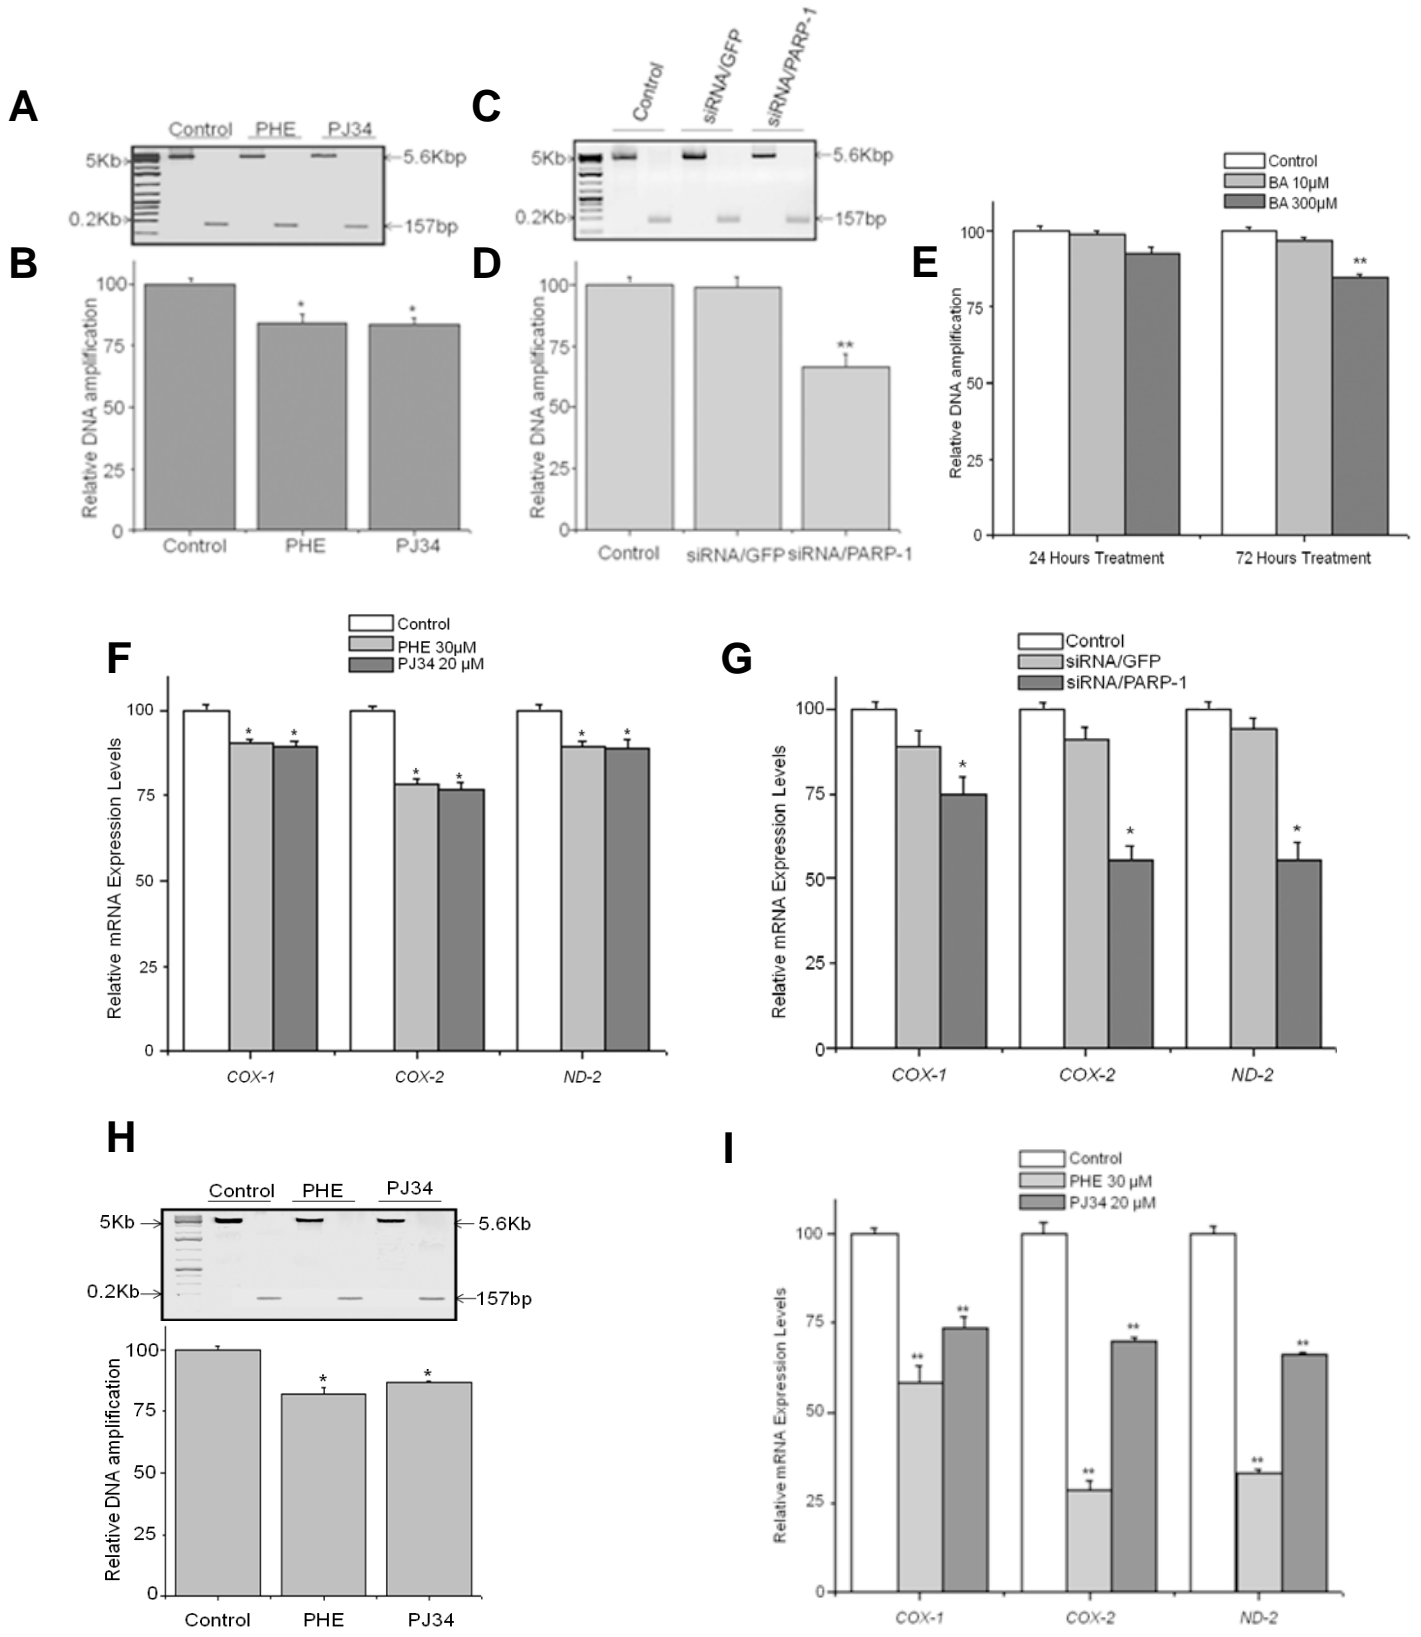 A
Control PHE PJ34
5Kb
5.6Kbp
0.2Kb
157bp
B
Relative DNA amplification
100
75
50
25
0
* *
Control PHE PJ34
C
Control siRNA/GFP siRNA/PARP-1
5Kb
5.6Kbp
0.2Kb
157bp
D
Relative DNA amplification
100
75
50
25
0
**
Control siRNA/GFP siRNA/PARP-1
E
Control
BA 10µM
BA 300µM
Relative DNA amplification
100
75
50
25
0
**
24 Hours Treatment 72 Hours Treatment
F
Control
PHE 30µM
PJ34 20 µM
Relative mRNA Expression Levels
100
75
50
25
0
* * * * * *
COX-1 COX-2 ND-2
G
Control
siRNA/GFP
siRNA/PARP-1
Relative mRNA Expression Levels
100
75
50
25
0
* * *
COX-1 COX-2 ND-2
H
Control PHE PJ34
5Kb
5.6Kb
0.2Kb
157bp
Relative DNA amplification
100
75
50
25
0
* *
Control PHE PJ34
I
Control
PHE 30 µM
PJ34 20 µM
Relative mRNA Expression Levels
100
75
50
25
0
** ** ** ** ** **
COX-1 COX-2 ND-2